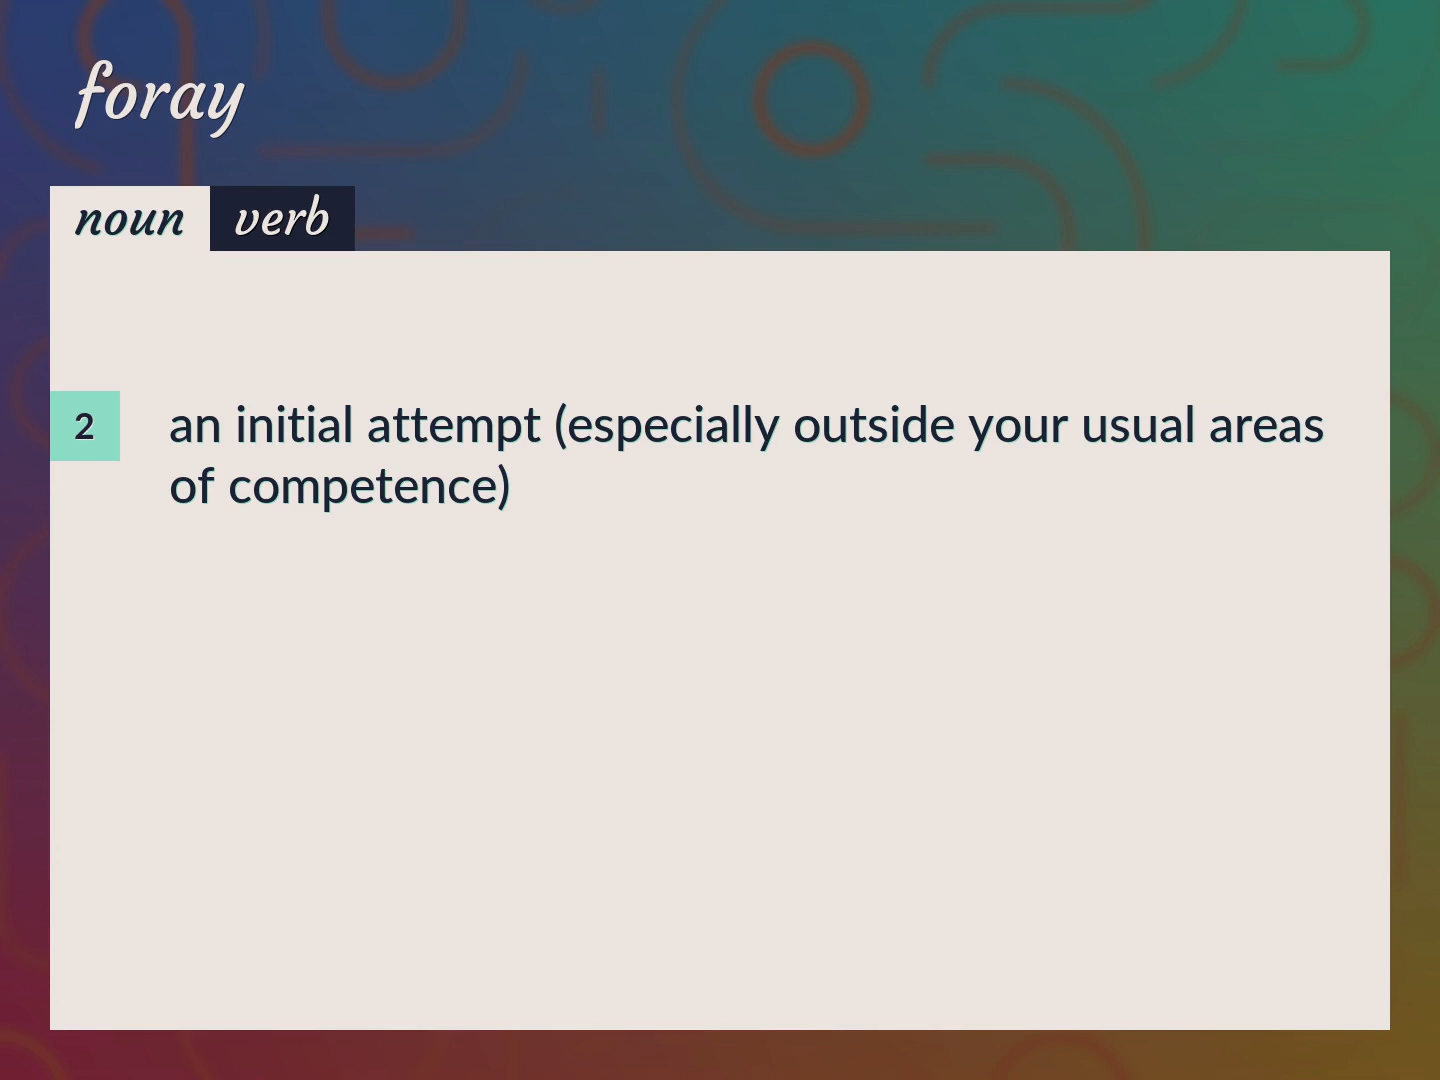 foray
noun verb
2 an initial attempt (especially outside your usual areas
of competence)